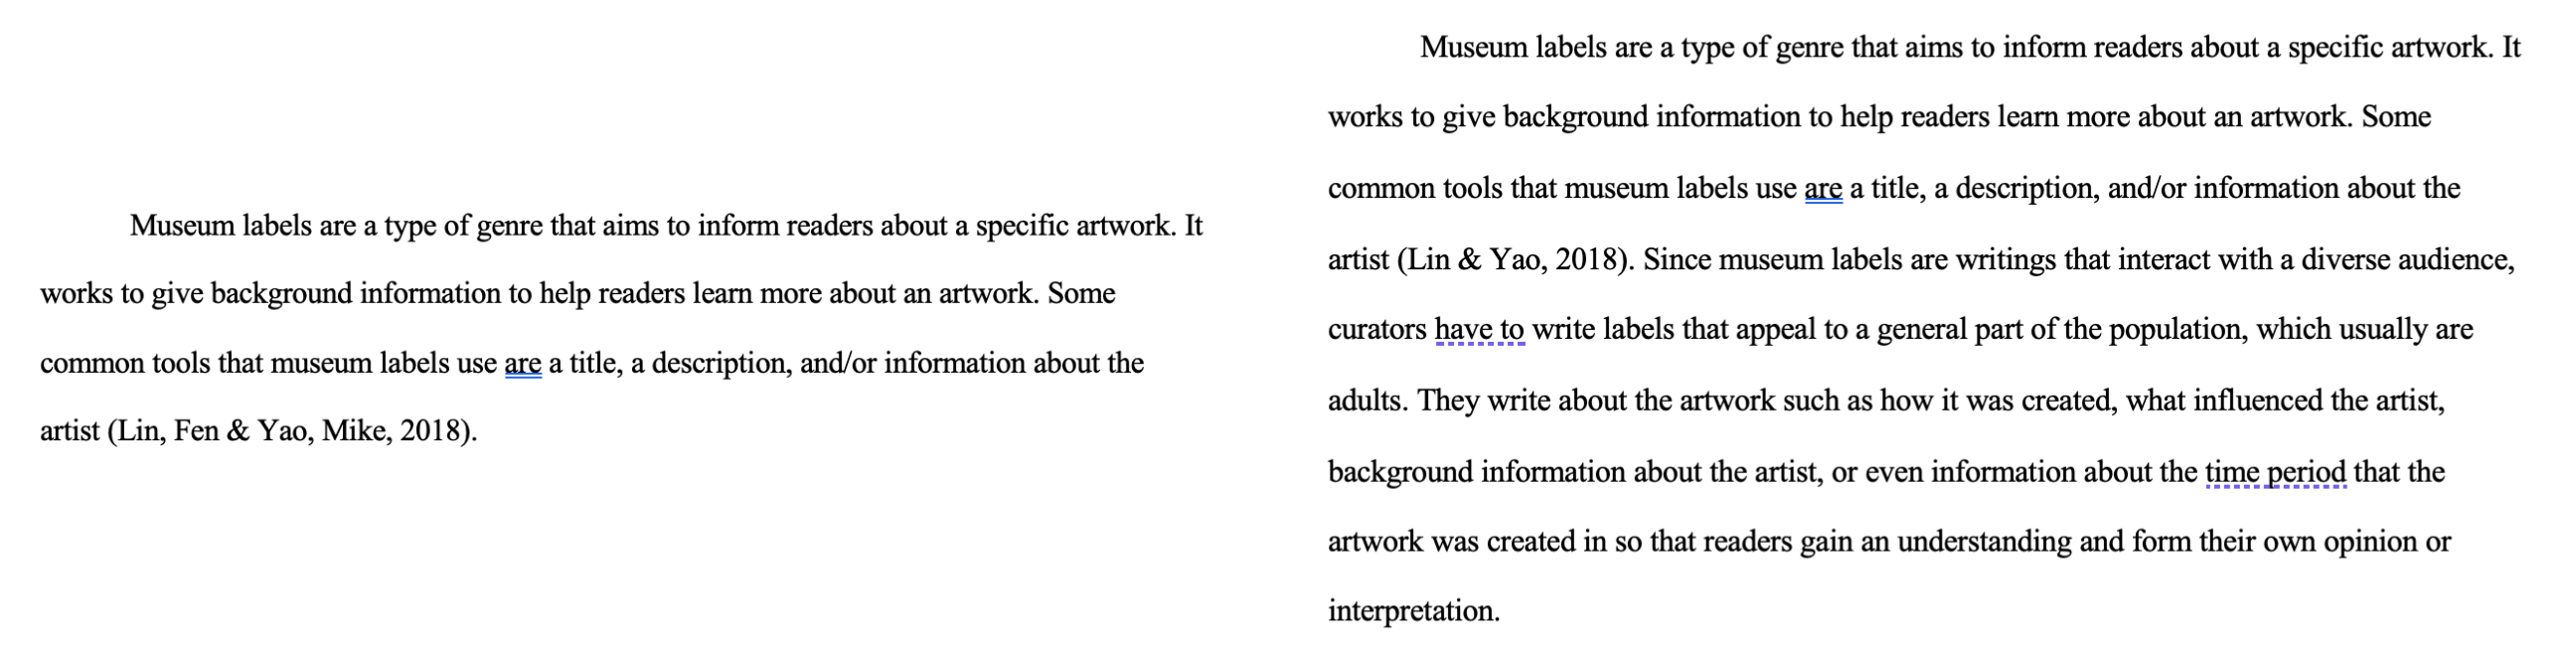 Museum labels are a type of genre that aims to inform readers about a specific artwork. It
works to give background information to help readers learn more about an artwork. Some
common tools that museum labels use are a title, a description, and/or information about the
artist (Lin, Fen & Yao, Mike, 2018).
Museum labels are a type of genre that aims to inform readers about a specific artwork. It
works to give background information to help readers learn more about an artwork. Some
common tools that museum labels use are a title, a description, and/or information about the
artist (Lin & Yao, 2018). Since museum labels are writings that interact with a diverse audience,
curators have to write labels that appeal to a general part of the population, which usually are
adults. They write about the artwork such as how it was created, what influenced the artist,
background information about the artist, or even information about the time period that the
artwork was created in so that readers gain an understanding and form their own opinion or
interpretation.